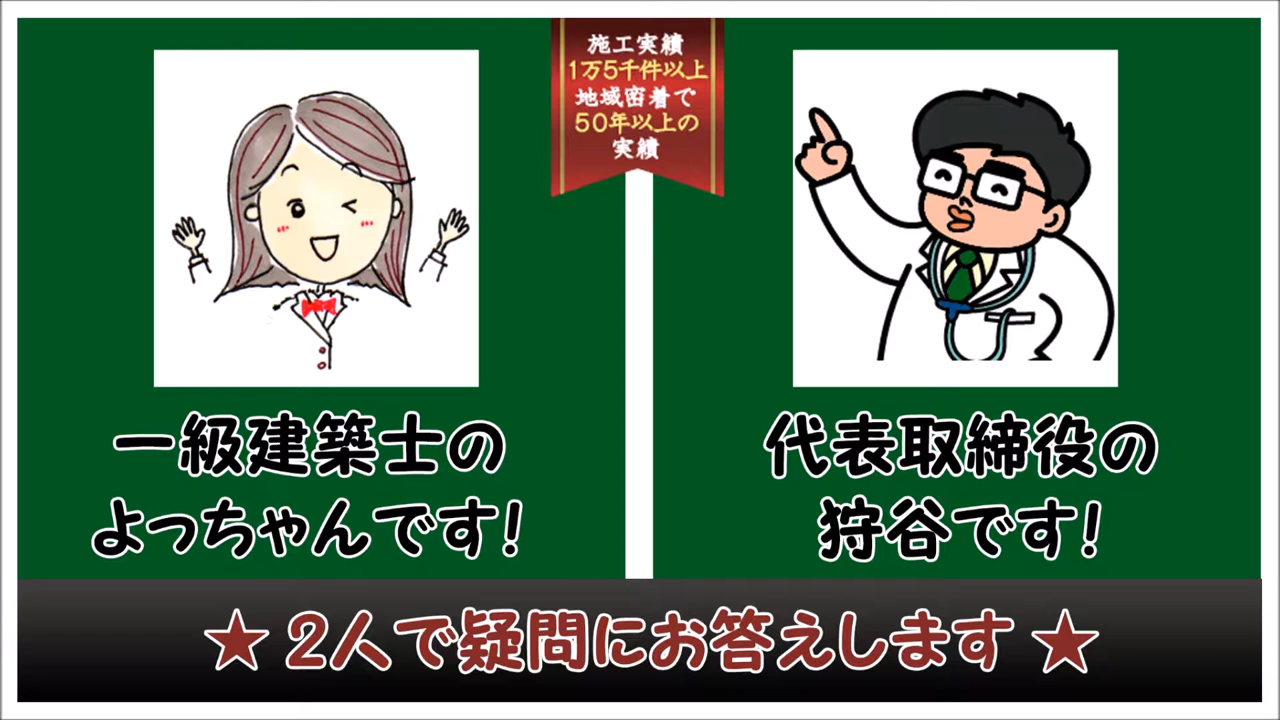 施工実績
1万5千件以上
地域密着で
50年以上の
実績
一級建築士の
よっちゃんです!
代表取締役の
狩谷です!
★2人で疑問にお答えします★